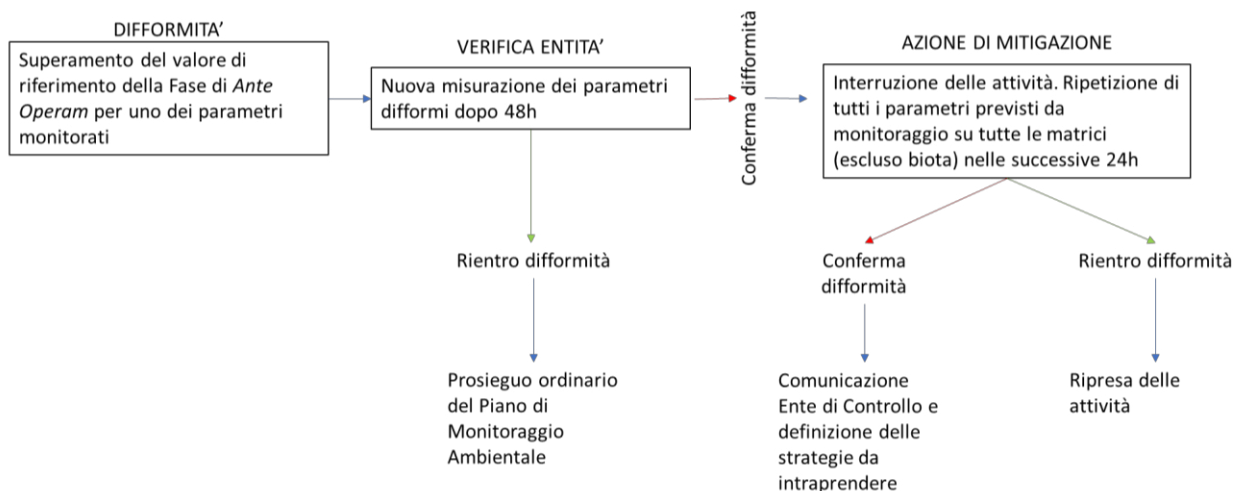 DIFFORMITA’
Superamento del valore di
riferimento della Fase di Ante
Operam per uno dei parametri
monitorati
VERIFICA ENTITA’
Nuova misurazione dei parametri
difformi dopo 48h
Conferma difformità
AZIONE DI MITIGAZIONE
Interruzione delle attività. Ripetizione di
tutti i parametri previsti da
monitoraggio su tutte le matrici
(escluso biota) nelle successive 24h
Rientro difformità
Conferma
difformità
Rientro difformità
Prosieguo ordinario
del Piano di
Monitoraggio
Ambientale
Comunicazione
Ente di Controllo e
definizione delle
strategie da
intraprendere
Ripresa delle
attività